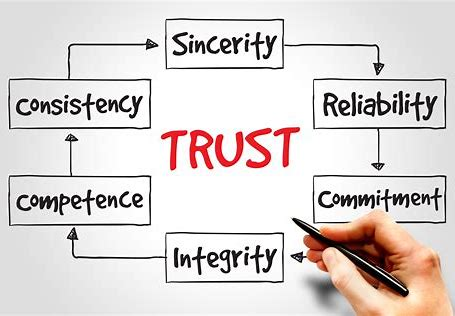 Sincerity
Consistency
Reliability
TRUST
Competence
Commitment
Integrity